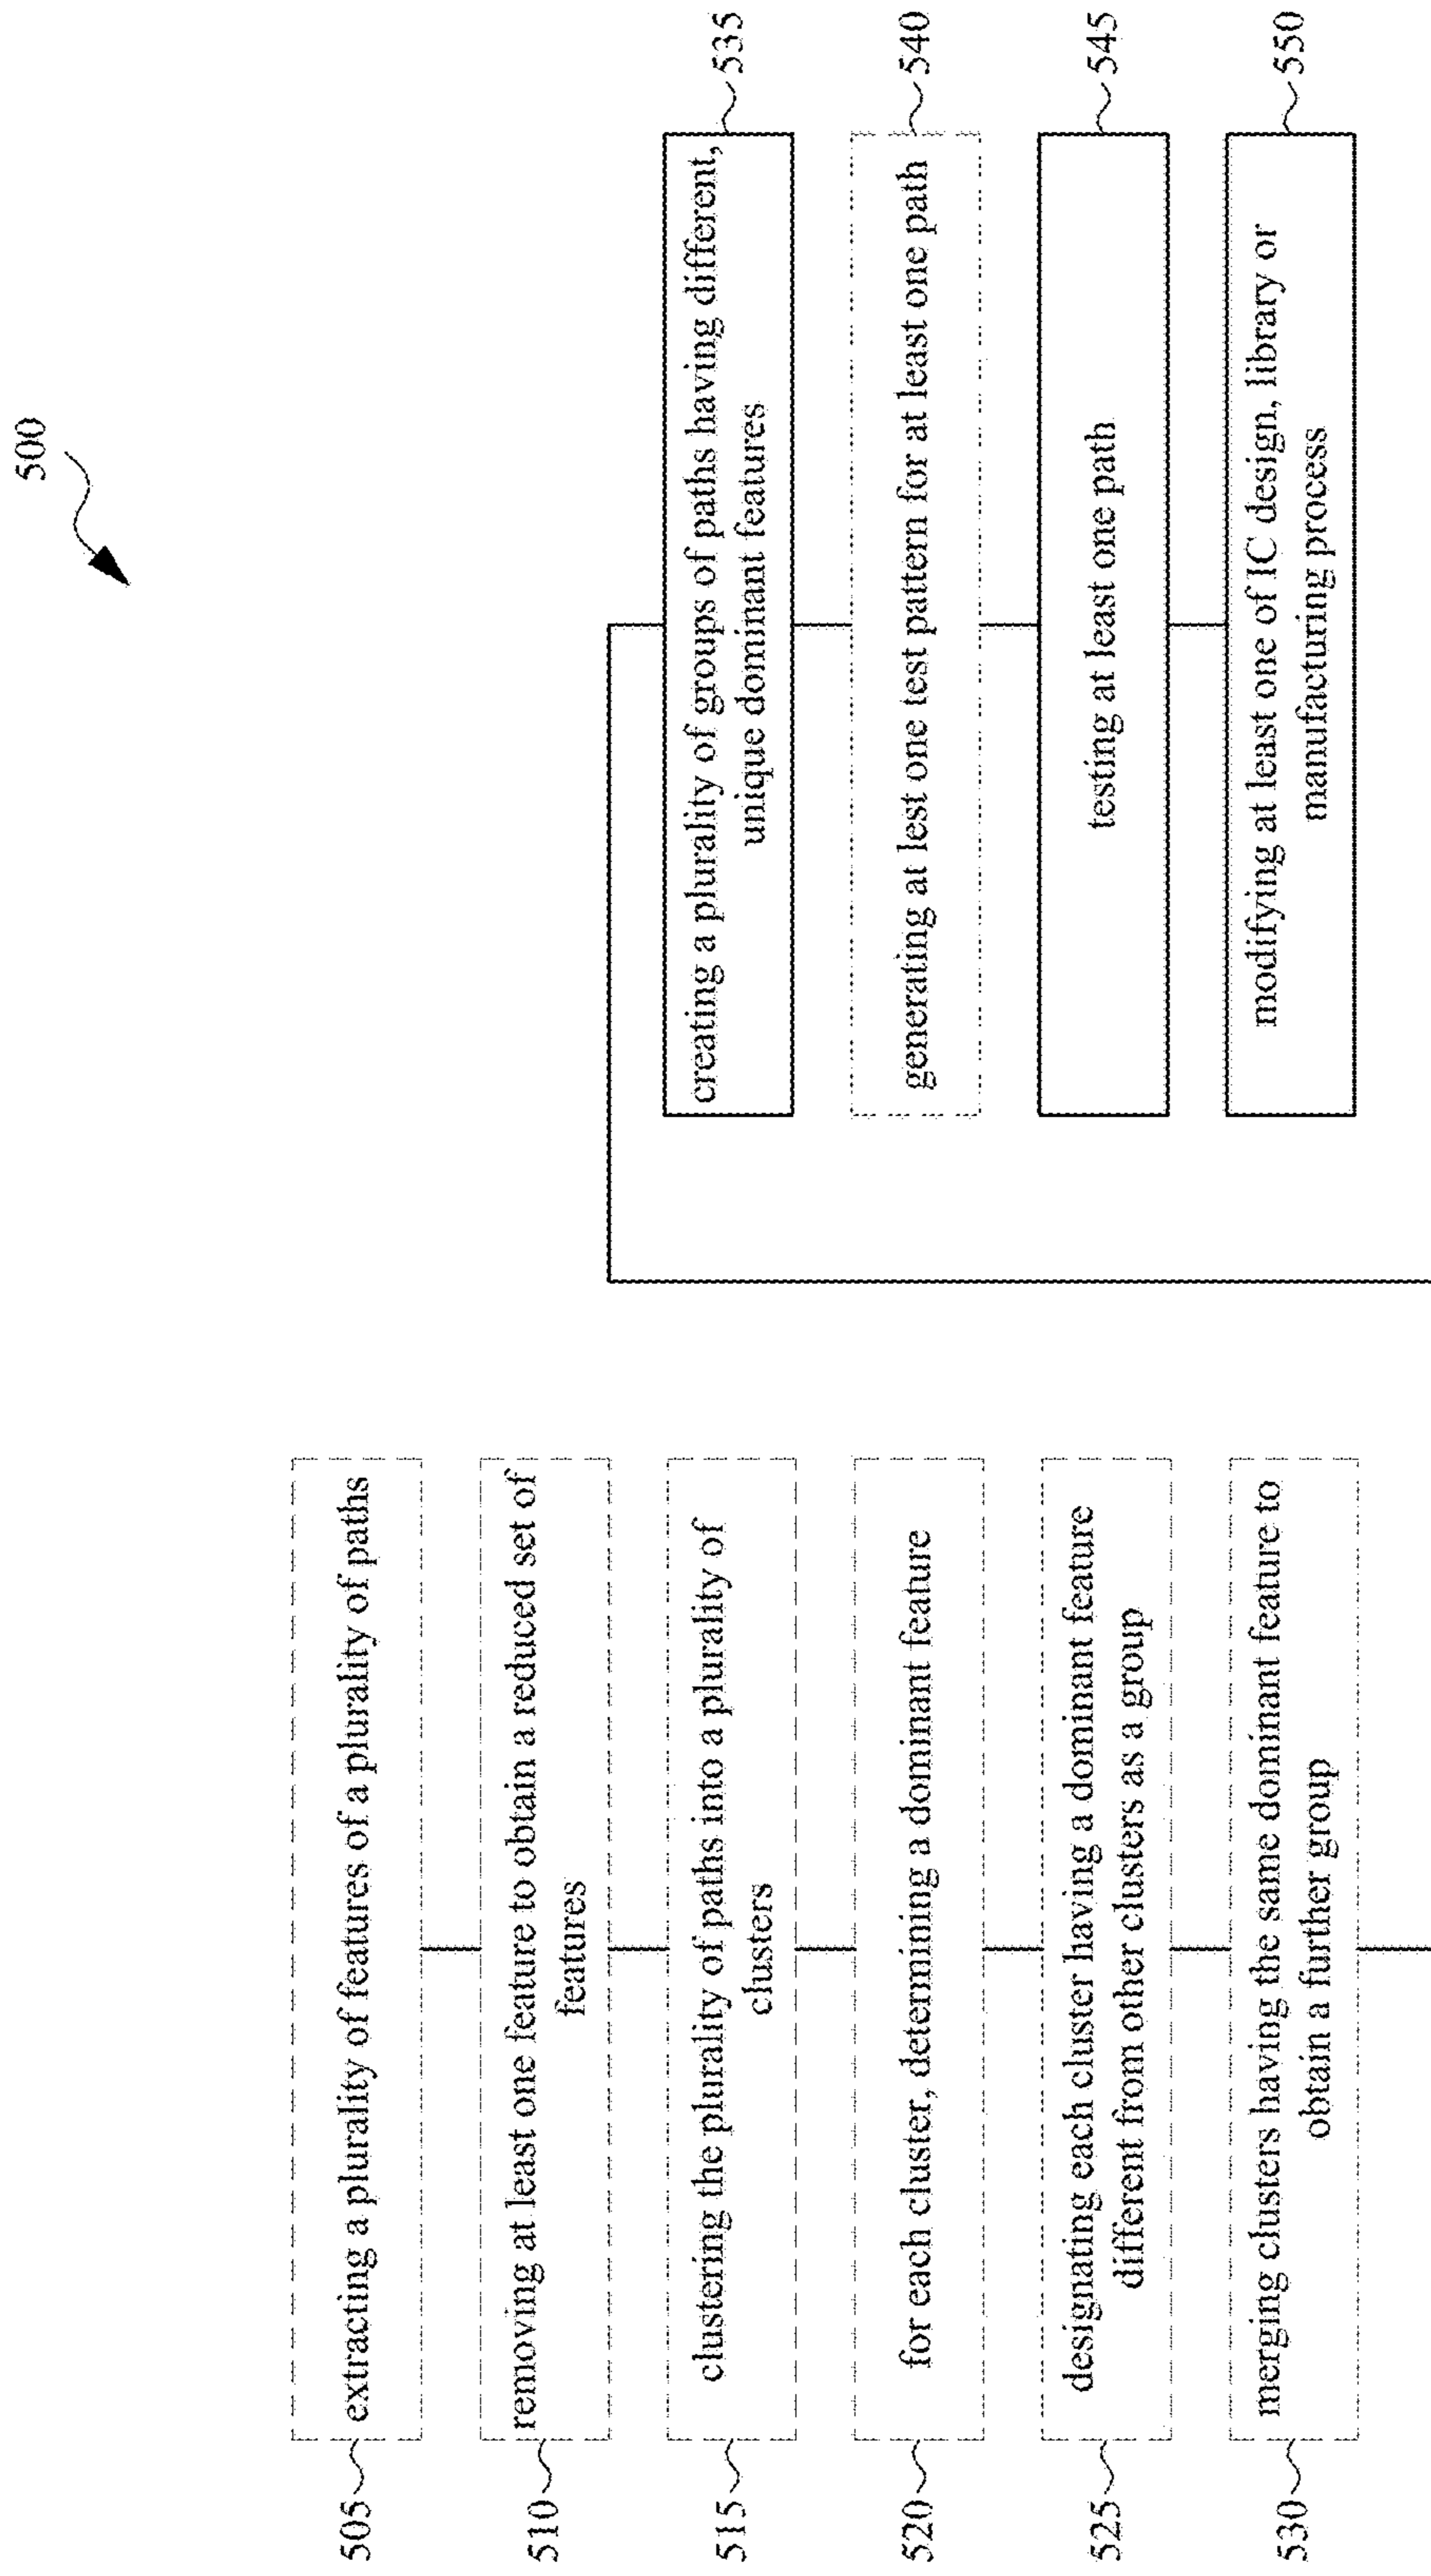 500
505
extracting a plurality of features of a plurality of paths
510
removing at least one feature to obtain a reduced set of
features
515
clustering the plurality of paths into a plurality of
clusters
520
for each cluster, determining a dominant feature
525
designating each cluster having a dominant feature
different from other clusters as a group
530
merging clusters having the same dominant feature to
obtain a further group
creating a plurality of groups of paths having different,
unique dominant features
535
generating at lest one test pattern for at least one path
540
testing at least one path
545
modifying at least one of IC design, library or
manufacturing process
550